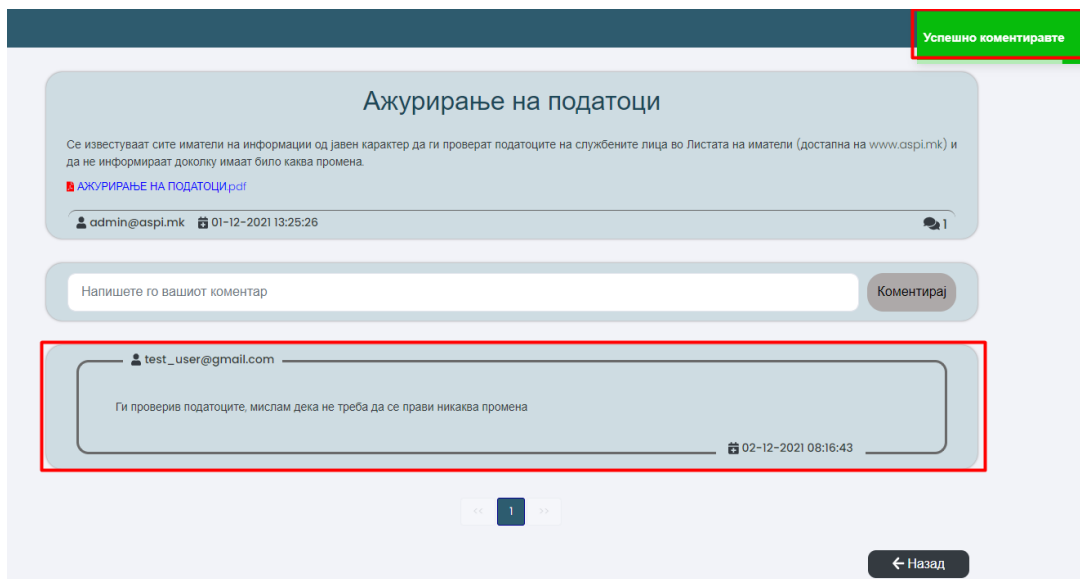 Успешно коментиравте
Ажурирање на податоци
Се известуваат сите иматели на информации од јавен карактер да ги проверат податоците на службените лица во Листата на иматели (достапна на www.aspi.mk) и
да не информираат доколку имаат било каква промена.
АЖУРИРАЊЕ НА ПОДАТОЦИ.pdf
admin@aspi.mk 01-12-2021 13:25:26 1
Напишете го вашиот коментар Коментирај
test_user@gmail.com
Ги проверив податоците, мислам дека не треба да се прави никаква промена
02-12-2021 08:16:43
<< 1 >>
Назад